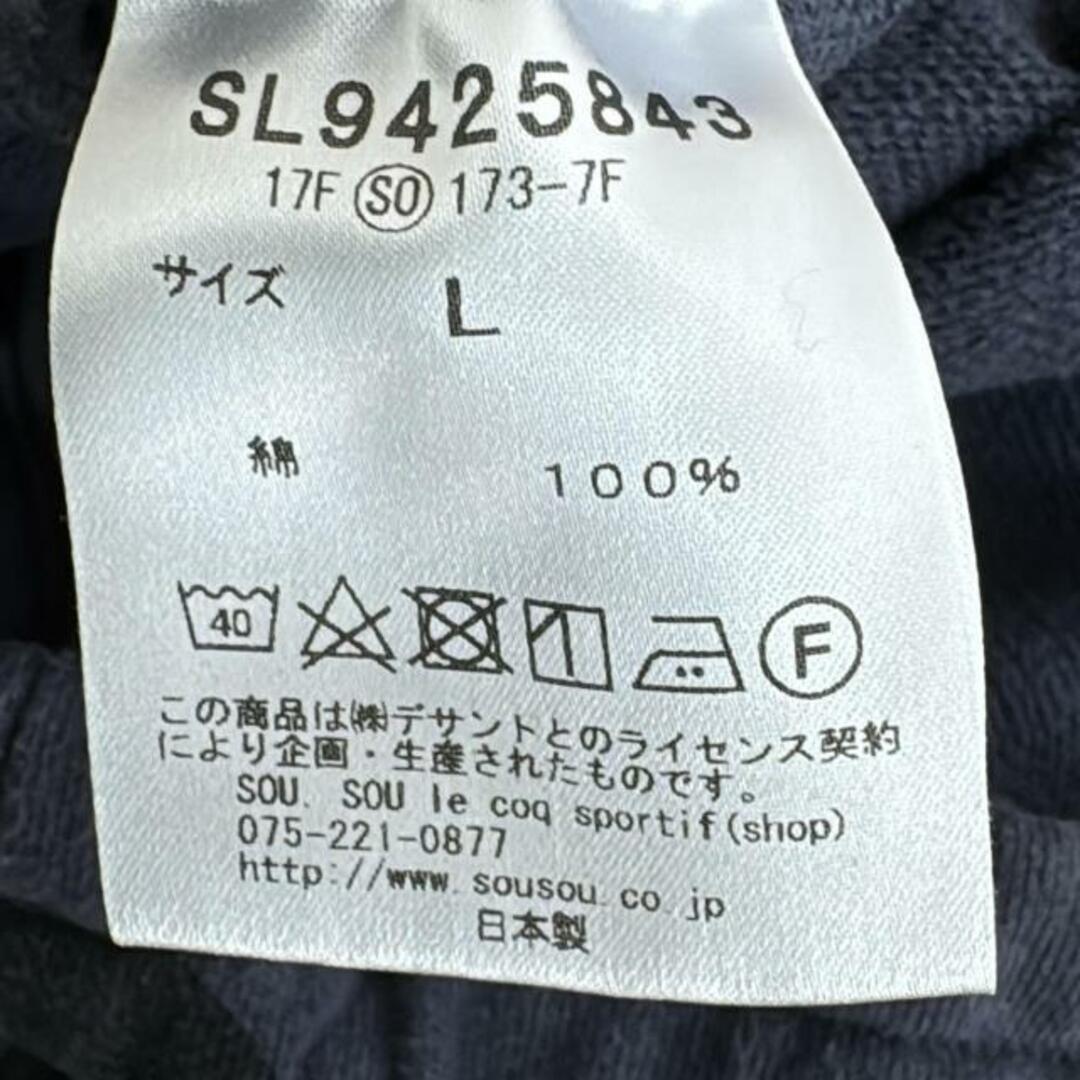 SL9425843
17F SO 173-7F
サイズ L
綿 100%
40 F
この商品は㈱デサントとのライセンス契約
により企画・生産されたものです。
SOU. SOU le coq sportif(shop)
075-221-0877
http://www.sousou.co.jp
日本製